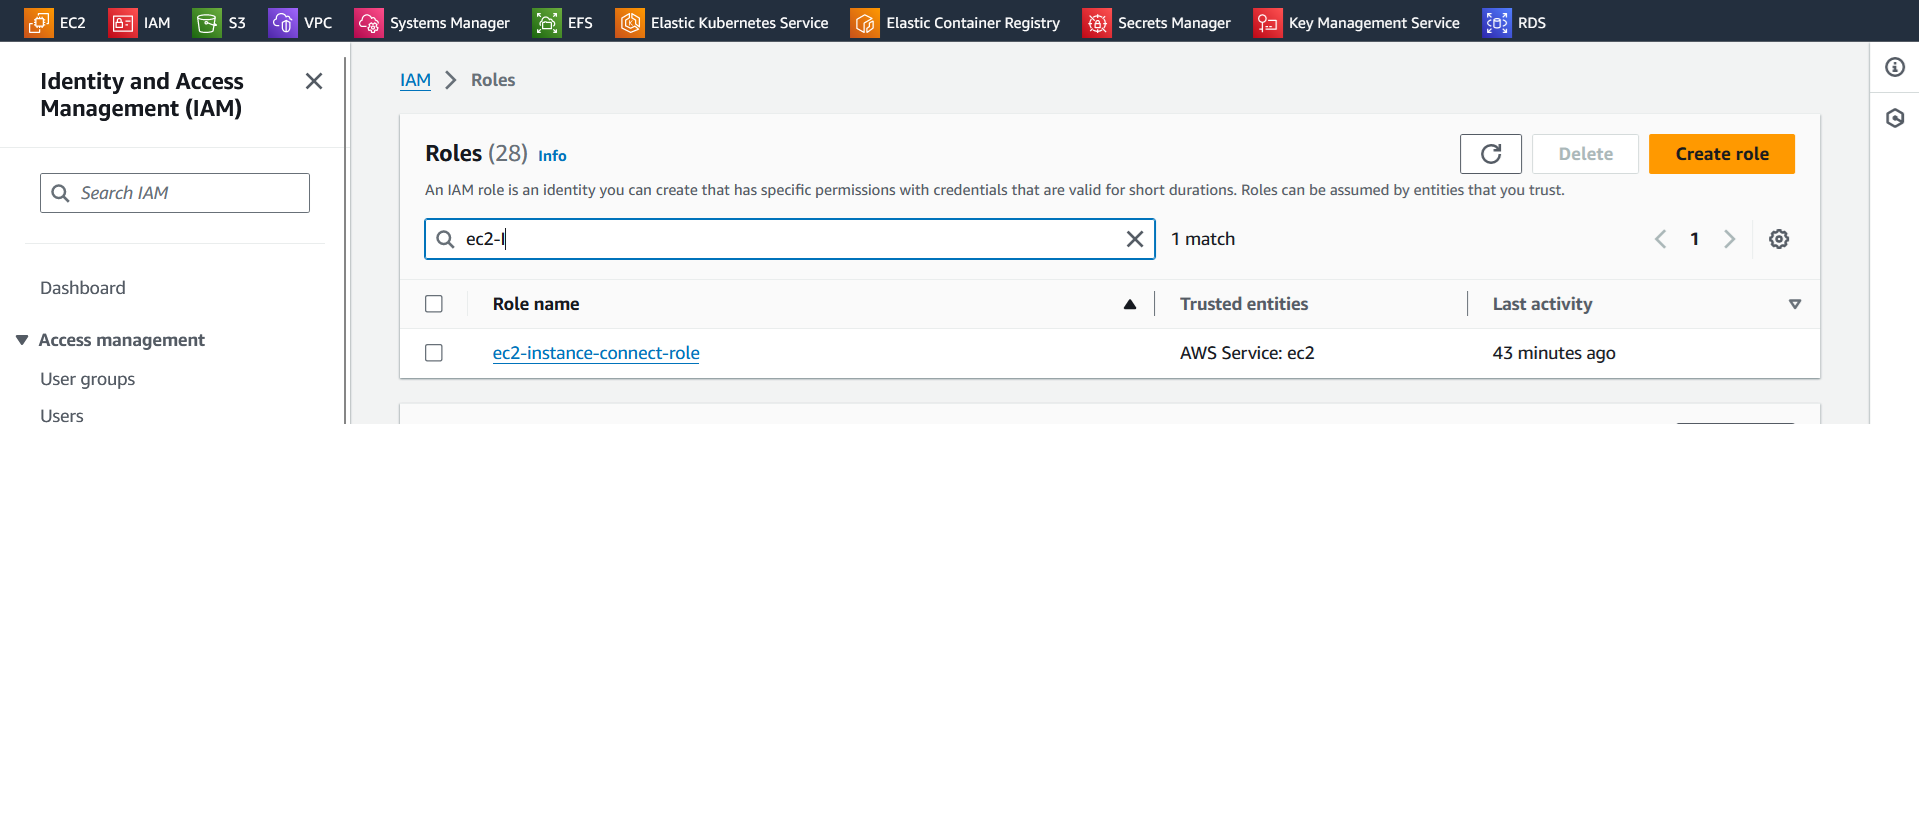 EC2 IAM S3 VPC Systems Manager EFS Elastic Kubernetes Service Elastic Container Registry Secrets Manager Key Management Service RDS
Identity and Access
Management (IAM)
Search IAM
Dashboard
Access management
User groups
Users
IAM > Roles
Roles (28) Info
Delete
Create role
An IAM role is an identity you can create that has specific permissions with credentials that are valid for short durations. Roles can be assumed by entities that you trust.
ec2-I
1 match
1
Role name Trusted entities Last activity
ec2-instance-connect-role AWS Service: ec2 43 minutes ago